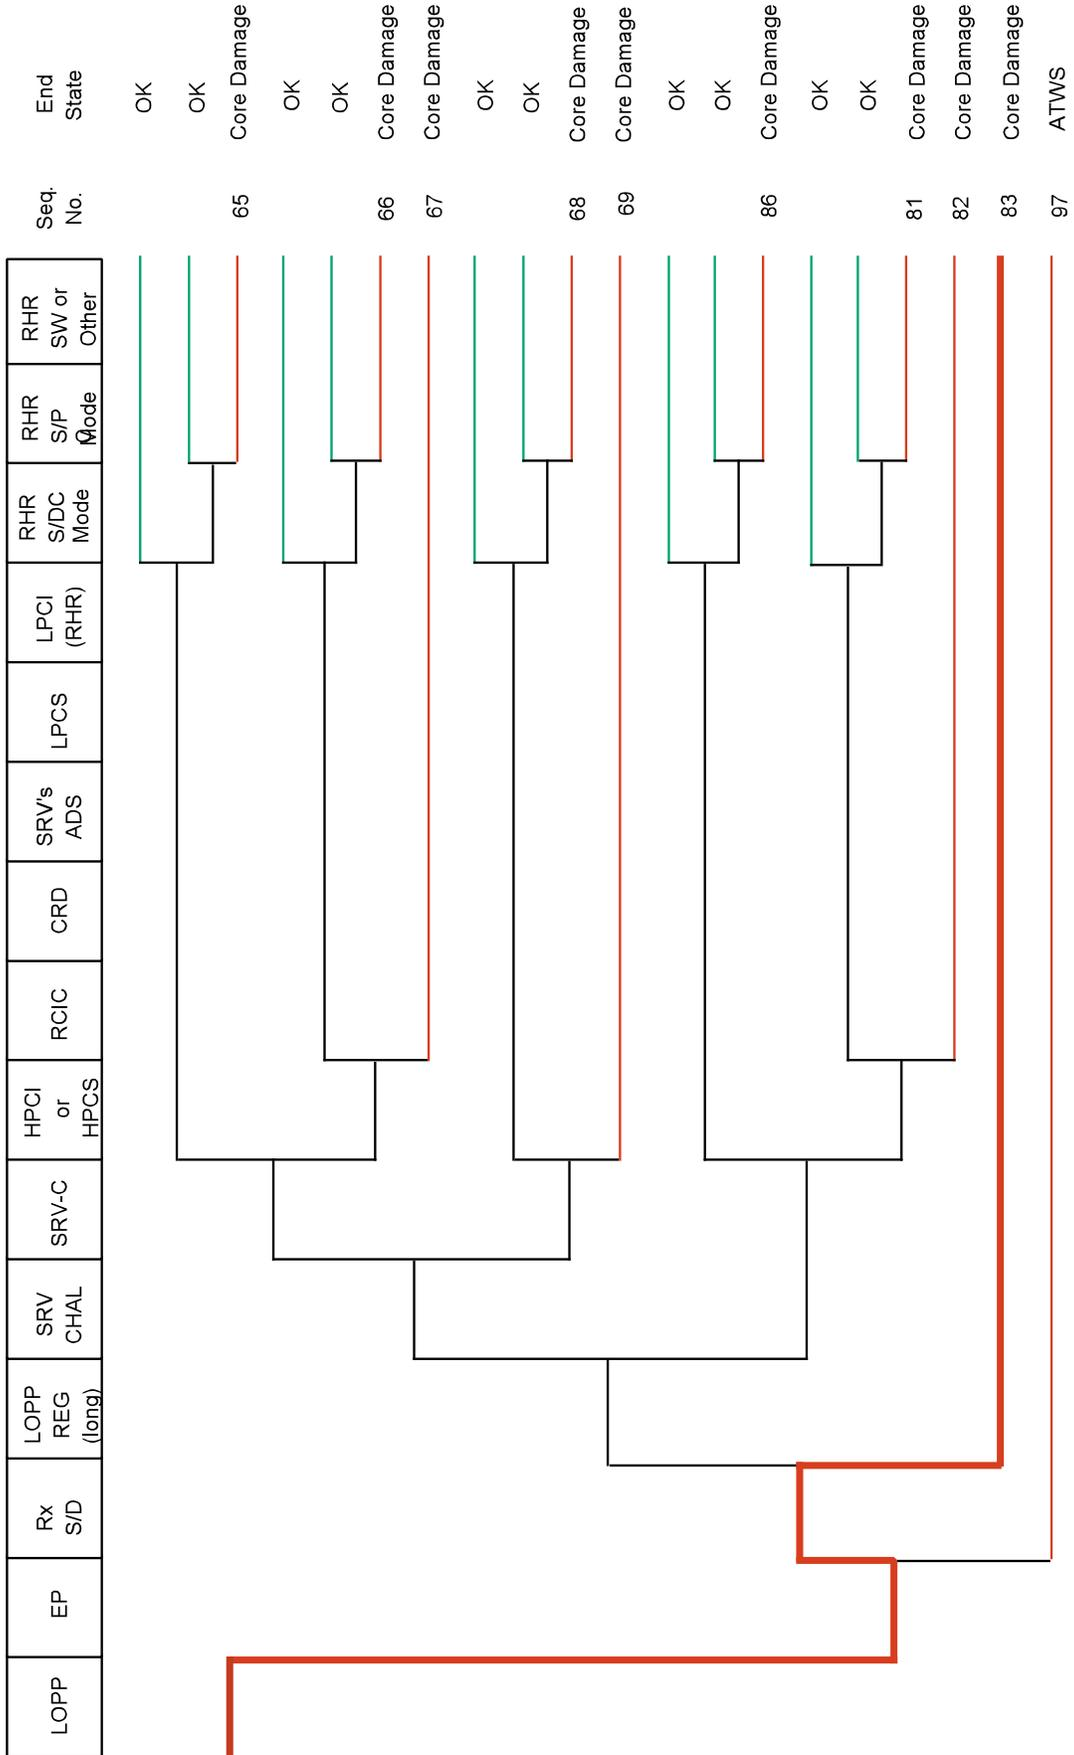 LOPP
EP
Rx
S/D
LOPP
REG
(long)
SRV
CHAL
SRV-C
HPCI
or
HPCS
RCIC
CRD
SRV's
ADS
LPCS
LPCI
(RHR)
RHR
S/DC
Mode
RHR
S/P
Mode
RHR
SW or
Other
Seq.
No.
End
State
OK
OK
65 Core Damage
OK
OK
66 Core Damage
67 Core Damage
OK
OK
68 Core Damage
69 Core Damage
OK
OK
86 Core Damage
OK
OK
81 Core Damage
82 Core Damage
83 Core Damage
97 ATWS